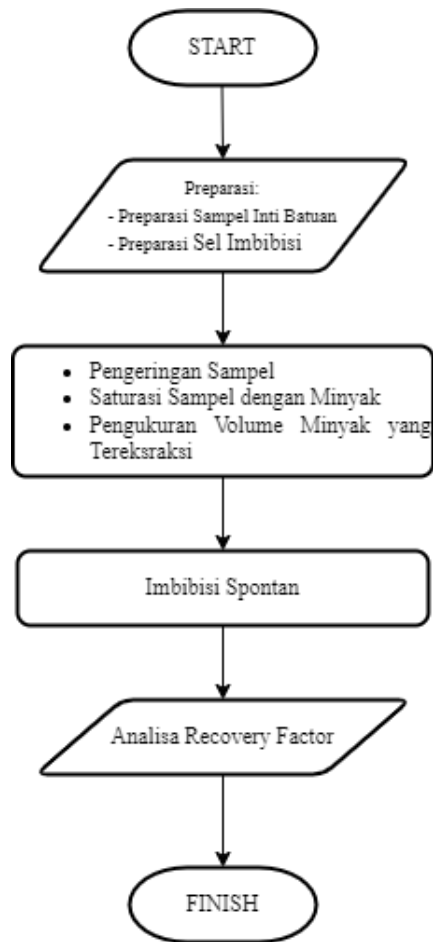 START
Preparasi:
- Preparasi Sampel Inti Batuan
- Preparasi Sel Imbibisi
• Pengeringan Sampel
• Saturasi Sampel dengan Minyak
• Pengukuran Volume Minyak yang
Tereksraksi
Imbibisi Spontan
Analisa Recovery Factor
FINISH